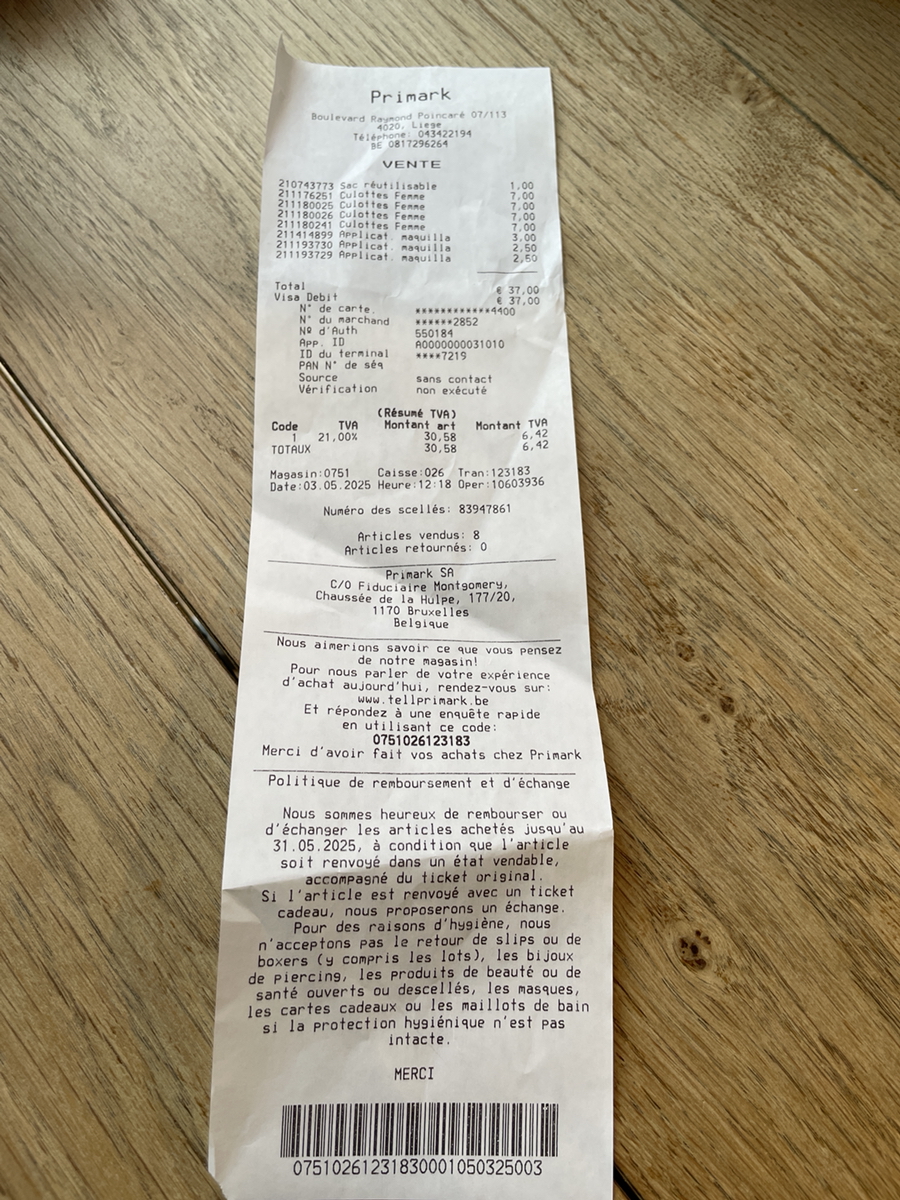 Primark
Boulevard Raymond Poincaré 07/113
4020, Liege
Téléphone: 043422194
BE 0817296264
VENTE
210743773 Sac réutilisable 1,00
211176251 Culottes Femme 7,00
211180025 Culottes Femme 7,00
211180026 Culottes Femme 7,00
211180241 Culottes Femme 7,00
211414899 Applicat. maquilla 3,00
211193730 Applicat. maquilla 2,50
211193729 Applicat. maquilla 2,50
Total € 37,00
Visa Debit € 37,00
N° de carte. ************4400
N° du marchand ******2852
Nº d'Auth 550184
App. ID A0000000031010
ID du terminal ****7219
PAN N° de séq
Source sans contact
Vérification non exécuté
(Résumé TVA)
Code TVA Montant art Montant TVA
1 21,00% 30,58 6,42
TOTAUX 30,58 6,42
Magasin:0751 Caisse:026 Tran:123183
Date:03.05.2025 Heure:12:18 Oper:10603936
Numéro des scellés: 83947861
Articles vendus: 8
Articles retournés: 0
Primark SA
C/O Fiduciaire Montgomery,
Chaussée de la Hulpe, 177/20,
1170 Bruxelles
Belgique
Nous aimerions savoir ce que vous pensez
de notre magasin!
Pour nous parler de votre expérience
d'achat aujourd'hui, rendez-vous sur:
www.tellprimark.be
Et répondez à une enquête rapide
en utilisant ce code:
0751026123183
Merci d'avoir fait vos achats chez Primark
Politique de remboursement et d'échange
Nous sommes heureux de rembourser ou
d'échanger les articles achetés jusqu'au
31.05.2025, à condition que l'article
soit renvoyé dans un état vendable,
accompagné du ticket original.
Si l'article est renvoyé avec un ticket
cadeau, nous proposerons un échange.
Pour des raisons d'hygiène, nous
n'acceptons pas le retour de slips ou de
boxers (y compris les lots), les bijoux
de piercing, les produits de beauté ou de
santé ouverts ou descellés, les masques,
les cartes cadeaux ou les maillots de bain
si la protection hygiénique n'est pas
intacte.
MERCI
07510261231830001050325003